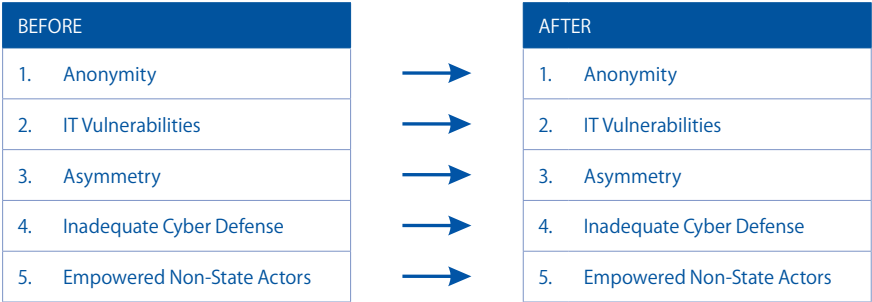 BEFORE AFTER
1. Anonymity 1. Anonymity
2. IT Vulnerabilities 2. IT Vulnerabilities
3. Asymmetry 3. Asymmetry
4. Inadequate Cyber Defense 4. Inadequate Cyber Defense
5. Empowered Non-State Actors 5. Empowered Non-State Actors